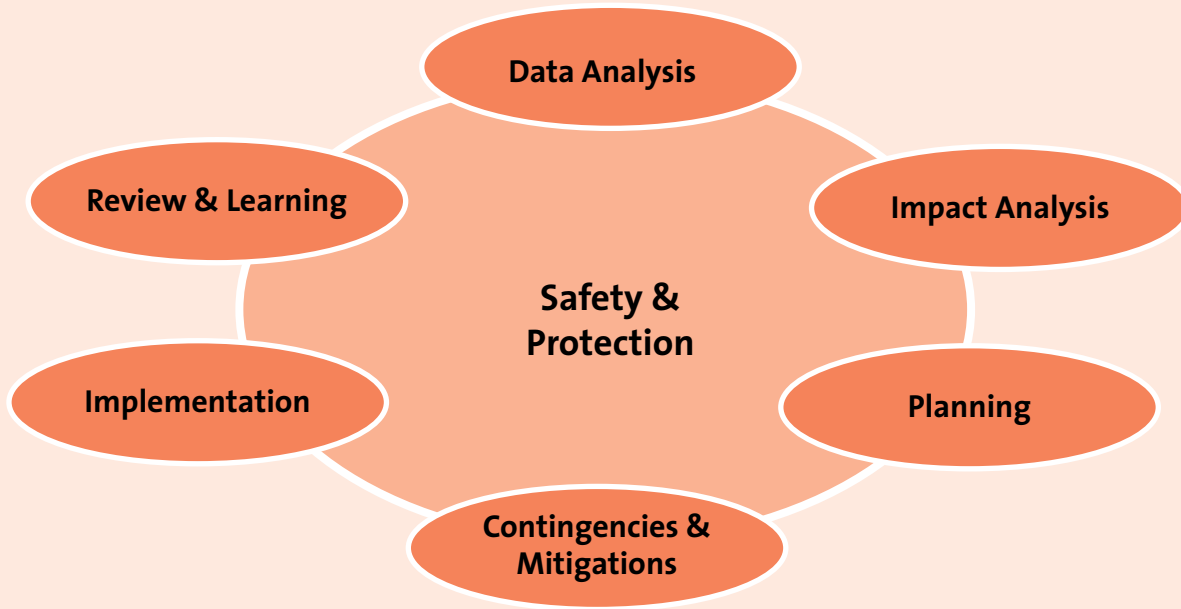 Data Analysis
Review & Learning
Impact Analysis
Safety &
Protection
Implementation
Planning
Contingencies &
Mitigations